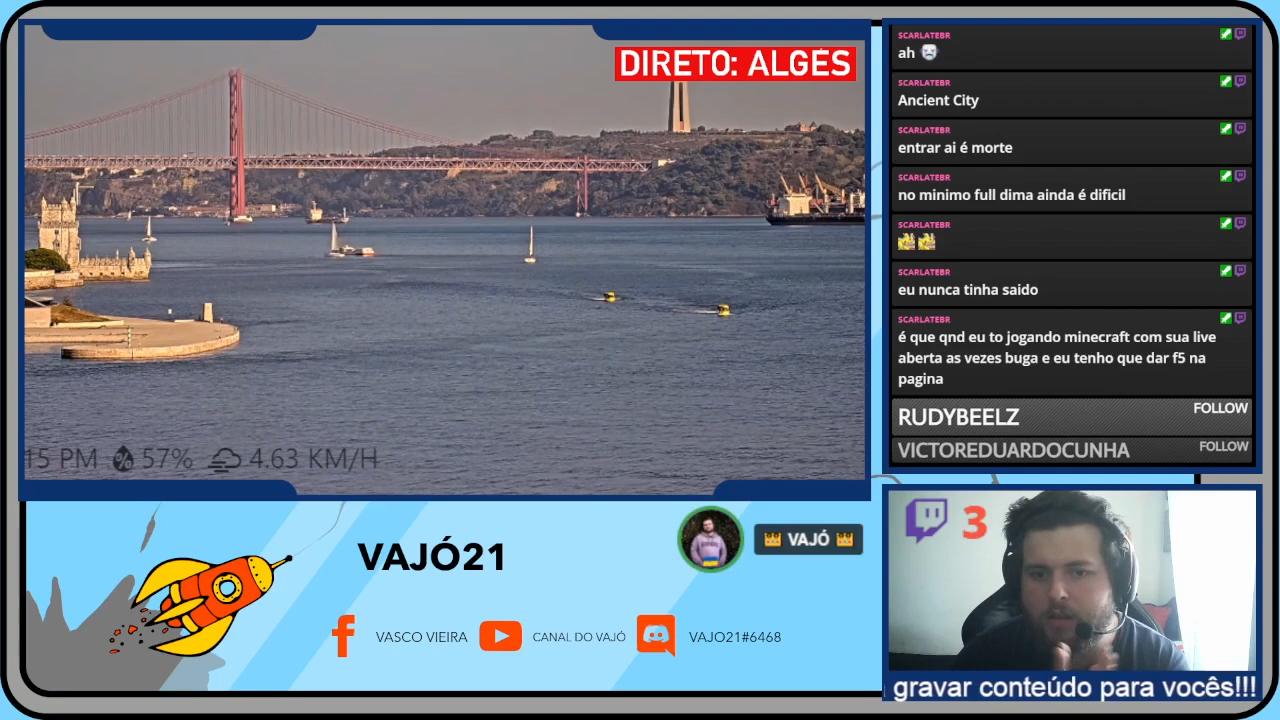 DIRETO: ALGÉS
15 PM 57% 4.63 KM/H
SCARLATEBR
ah
SCARLATEBR
Ancient City
SCARLATEBR
entrar ai é morte
SCARLATEBR
no minimo full dima ainda é dificil
SCARLATEBR
SCARLATEBR
eu nunca tinha saido
SCARLATEBR
é que qnd eu to jogando minecraft com sua live
aberta as vezes buga e eu tenho que dar f5 na
pagina
RUDYBEELZ FOLLOW
VICTOREDUARDOCUNHA FOLLOW
3
gravar conteúdo para vocês!!!
VAJÓ21
VAJÓ
VASCO VIEIRA
CANAL DO VAJÓ
VAJO21#6468